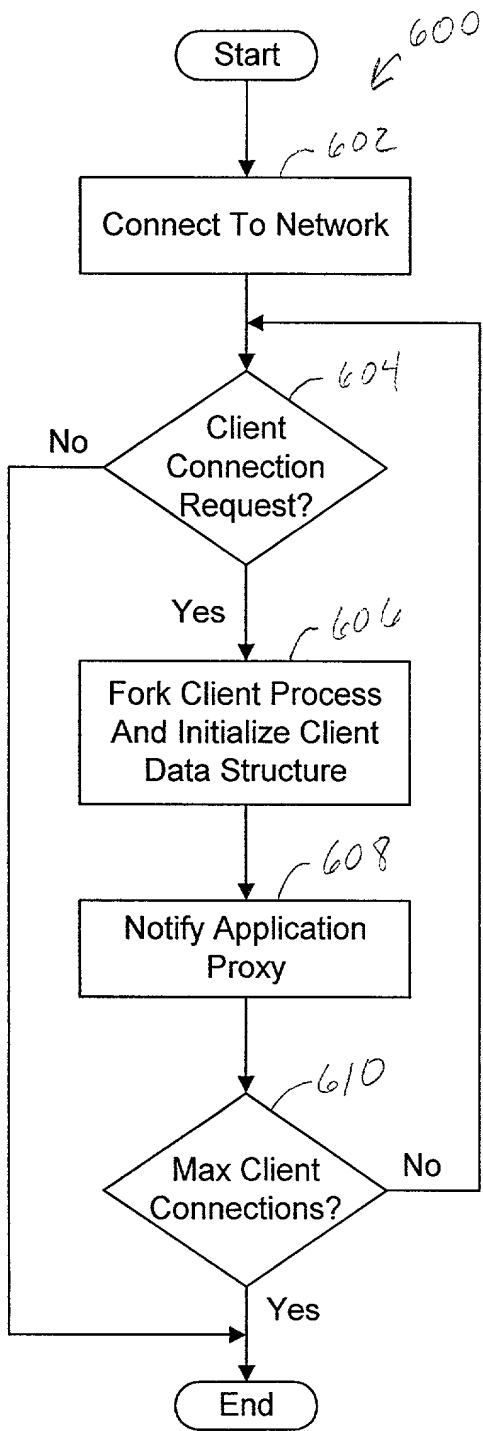 Start
600
602
Connect To Network
604
No
Client
Connection
Request?
Yes
606
Fork Client Process
And Initialize Client
Data Structure
608
Notify Application
Proxy
610
Max Client
Connections?
No
Yes
End